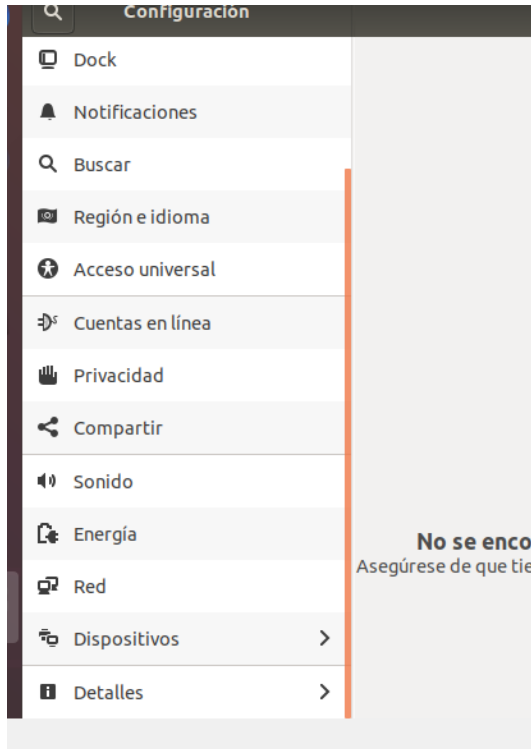 Configuración
Dock
Notificaciones
Buscar
Región e idioma
Acceso universal
Cuentas en línea
Privacidad
Compartir
Sonido
Energía
No se enco
Asegúrese de que tie
Red
Dispositivos
Detalles